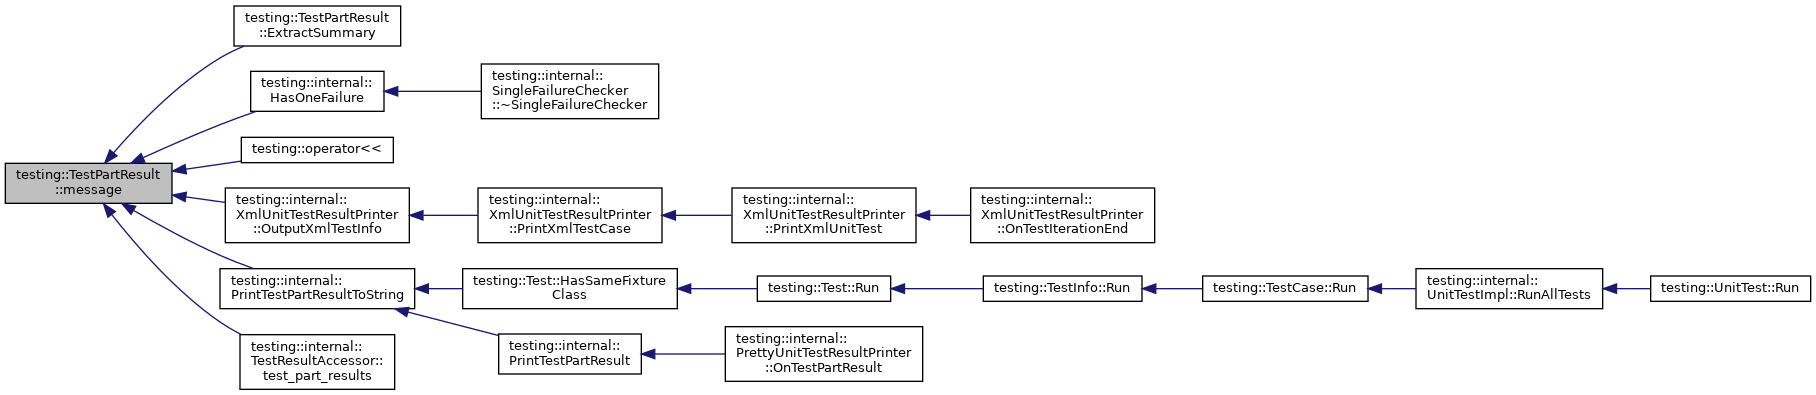 testing::TestPartResult
::ExtractSummary
testing::internal::
HasOneFailure
testing::internal::
SingleFailureChecker
::~SingleFailureChecker
testing::operator<<
testing::TestPartResult
::message
testing::internal::
XmlUnitTestResultPrinter
::OutputXmlTestInfo
testing::internal::
XmlUnitTestResultPrinter
::PrintXmlTestCase
testing::internal::
XmlUnitTestResultPrinter
::PrintXmlUnitTest
testing::internal::
XmlUnitTestResultPrinter
::OnTestIterationEnd
testing::internal::
PrintTestPartResultToString
testing::Test::HasSameFixture
Class
testing::Test::Run
testing::TestInfo::Run
testing::TestCase::Run
testing::internal::
UnitTestImpl::RunAllTests
testing::UnitTest::Run
testing::internal::
PrintTestPartResult
testing::internal::
PrettyUnitTestResultPrinter
::OnTestPartResult
testing::internal::
TestResultAccessor::
test_part_results